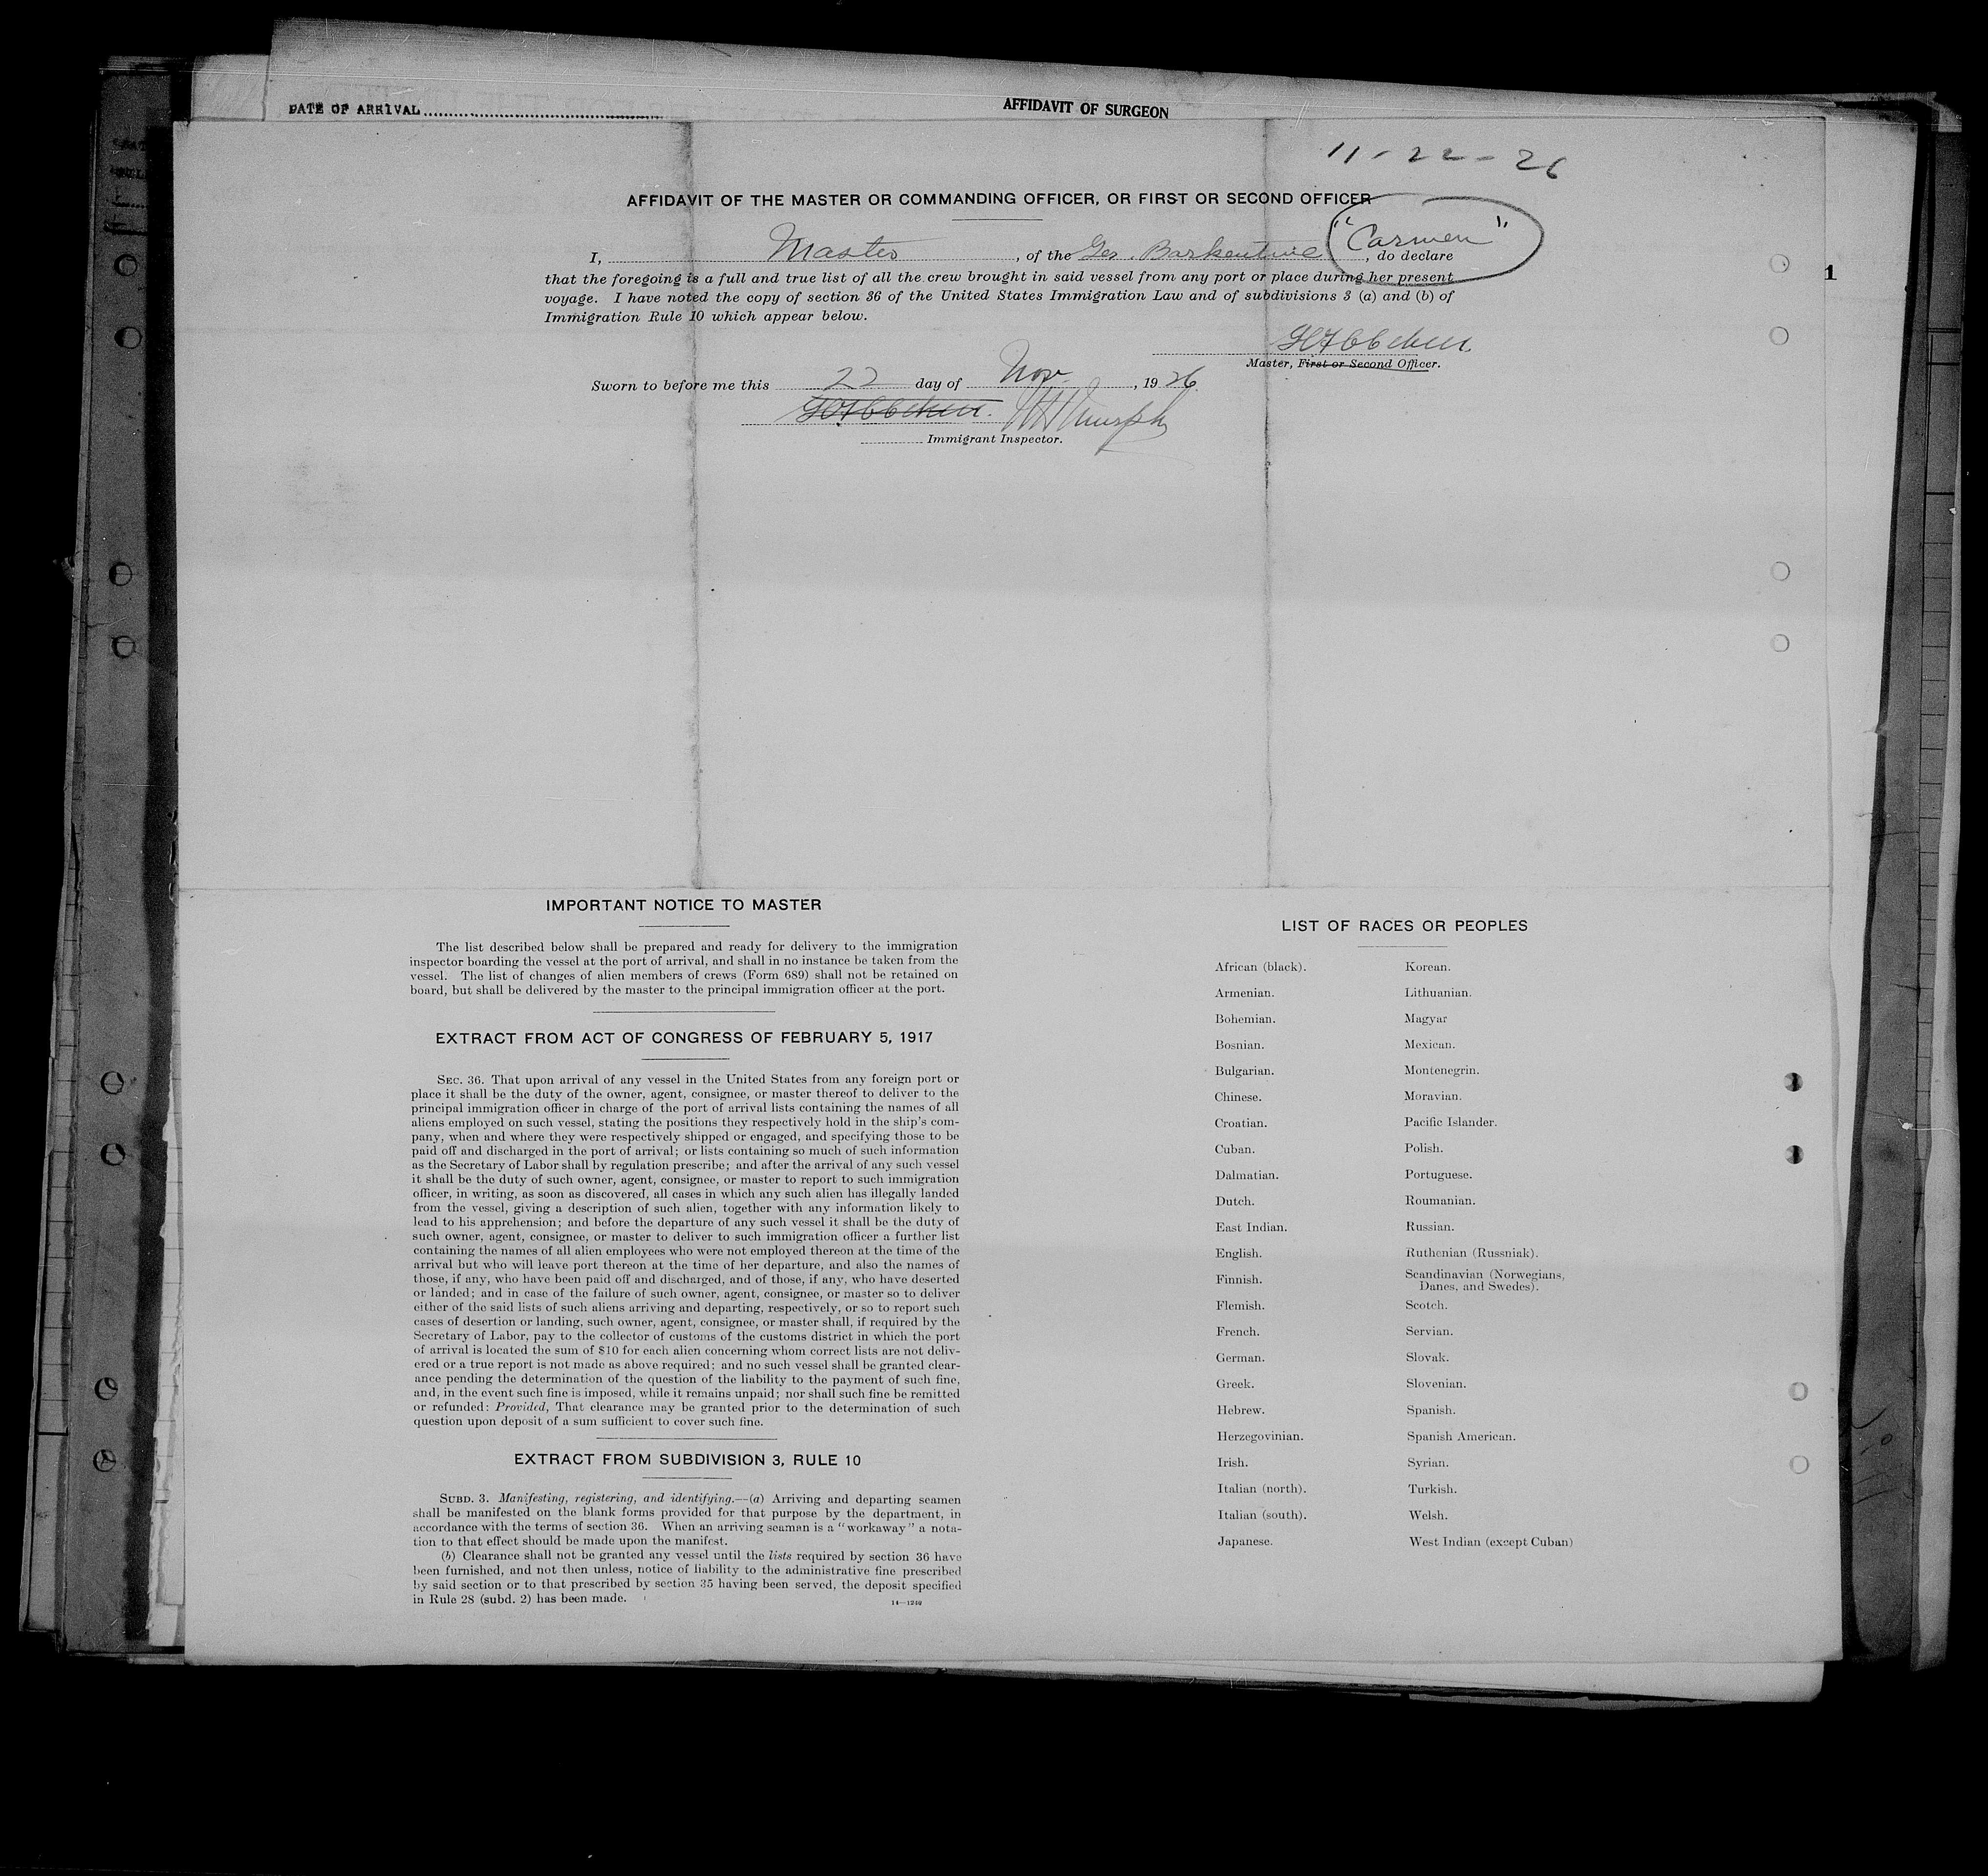 DATE OF ARRIVAL
AFFIDAVIT OF SURGEON
11-22-26
AFFIDAVIT OF THE MASTER OR COMMANDING OFFICER, OR FIRST OR SECOND OFFICER
I, Master, of the Ger. Barkentine "Carmen", do declare
that the foregoing is a full and true list of all the crew brought in said vessel from any port or place during her present
voyage. I have noted the copy of section 36 of the United States Immigration Law and of subdivisions 3 (a) and (b) of
Immigration Rule 10 which appear below.
1
Master, First or Second Officer.
Sworn to before me this 22 day of Nov., 1926.
Murphy
Immigrant Inspector.
IMPORTANT NOTICE TO MASTER
The list described below shall be prepared and ready for delivery to the immigration
inspector boarding the vessel at the port of arrival, and shall in no instance be taken from the
vessel. The list of changes of alien members of crews (Form 689) shall not be retained on
board, but shall be delivered by the master to the principal immigration officer at the port.
EXTRACT FROM ACT OF CONGRESS OF FEBRUARY 5, 1917
SEC. 36. That upon arrival of any vessel in the United States from any foreign port or
place it shall be the duty of the owner, agent, consignee, or master thereof to deliver to the
principal immigration officer in charge of the port of arrival lists containing the names of all
aliens employed on such vessel, stating the positions they respectively hold in the ship's com-
pany, when and where they were respectively shipped or engaged, and specifying those to be
paid off and discharged in the port of arrival; or lists containing so much of such information
as the Secretary of Labor shall by regulation prescribe; and after the arrival of any such vessel
it shall be the duty of such owner, agent, consignee, or master to report to such immigration
officer, in writing, as soon as discovered, all cases in which any such alien has illegally landed
from the vessel, giving a description of such alien, together with any information likely to
lead to his apprehension; and before the departure of any such vessel it shall be the duty of
such owner, agent, consignee, or master to deliver to such immigration officer a further list
containing the names of all alien employees who were not employed thereon at the time of the
arrival but who will leave port thereon at the time of her departure, and also the names of
those, if any, who have been paid off and discharged, and of those, if any, who have deserted
or landed; and in case of the failure of such owner, agent, consignee, or master so to deliver
either of the said lists of such aliens arriving and departing, respectively, or so to report such
cases of desertion or landing, such owner, agent, consignee, or master shall, if required by the
Secretary of Labor, pay to the collector of customs of the customs district in which the port
of arrival is located the sum of $10 for each alien concerning whom correct lists are not deliv-
ered or a true report is not made as above required; and no such vessel shall be granted clear-
ance pending the determination of the question of the liability to the payment of such fine,
and, in the event such fine is imposed, while it remains unpaid; nor shall such fine be remitted
or refunded: Provided, That clearance may be granted prior to the determination of such
question upon deposit of a sum sufficient to cover such fine.
EXTRACT FROM SUBDIVISION 3, RULE 10
SUBD. 3. Manifesting, registering, and identifying.—(a) Arriving and departing seamen
shall be manifested on the blank forms provided for that purpose by the department, in
accordance with the terms of section 36. When an arriving seaman is a "workaway" a nota-
tion to that effect should be made upon the manifest.
(b) Clearance shall not be granted any vessel until the lists required by section 36 have
been furnished, and not then unless, notice of liability to the administrative fine prescribed
by said section or to that prescribed by section 35 having been served, the deposit specified
in Rule 28 (subd. 2) has been made.
14—1240
LIST OF RACES OR PEOPLES
African (black).
Armenian.
Bohemian.
Bosnian.
Bulgarian.
Chinese.
Croatian.
Cuban.
Dalmatian.
Dutch.
East Indian.
English.
Finnish.
Flemish.
French.
German.
Greek.
Hebrew.
Herzegovinian.
Irish.
Italian (north).
Italian (south).
Japanese.
Korean.
Lithuanian.
Magyar
Mexican.
Montenegrin.
Moravian.
Pacific Islander.
Polish.
Portuguese.
Roumanian.
Russian.
Ruthenian (Russniak).
Scandinavian (Norwegians,
Danes, and Swedes).
Scotch.
Servian.
Slovak.
Slovenian.
Spanish.
Spanish American.
Syrian.
Turkish.
Welsh.
West Indian (except Cuban)